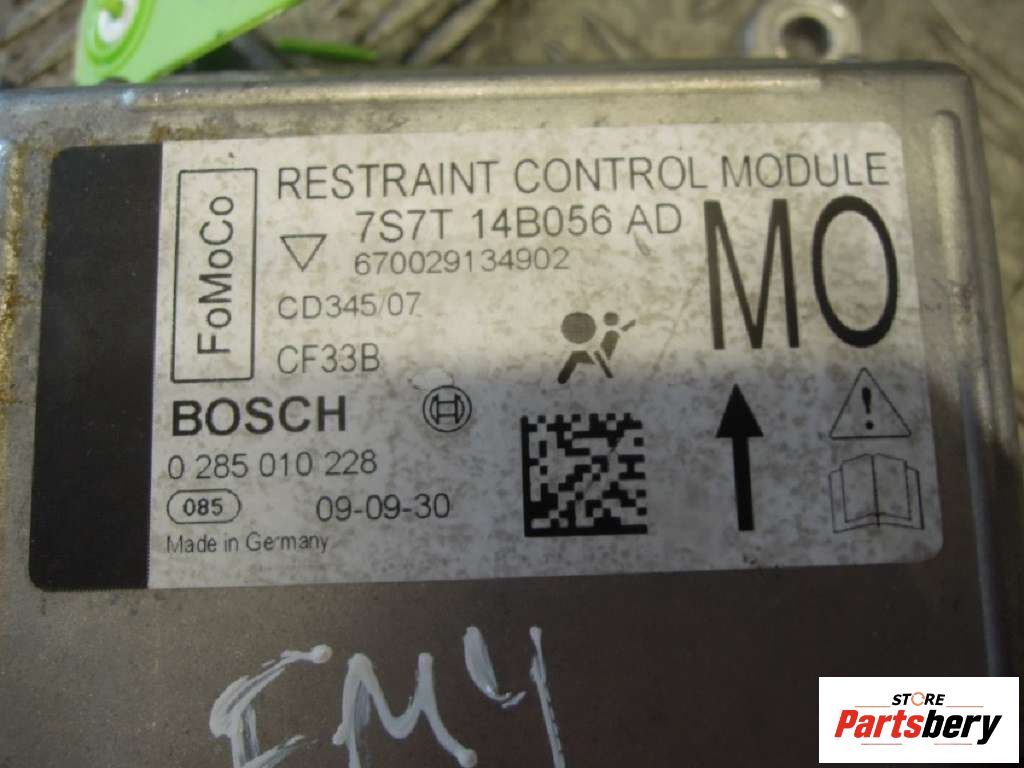 FoMoCo
RESTRAINT CONTROL MODULE
7S7T 14B056 AD
670029134902
MO
CD345/07
CF33B
BOSCH
0 285 010 228
085 09-09-30
Made in Germany
STORE
Partsbery